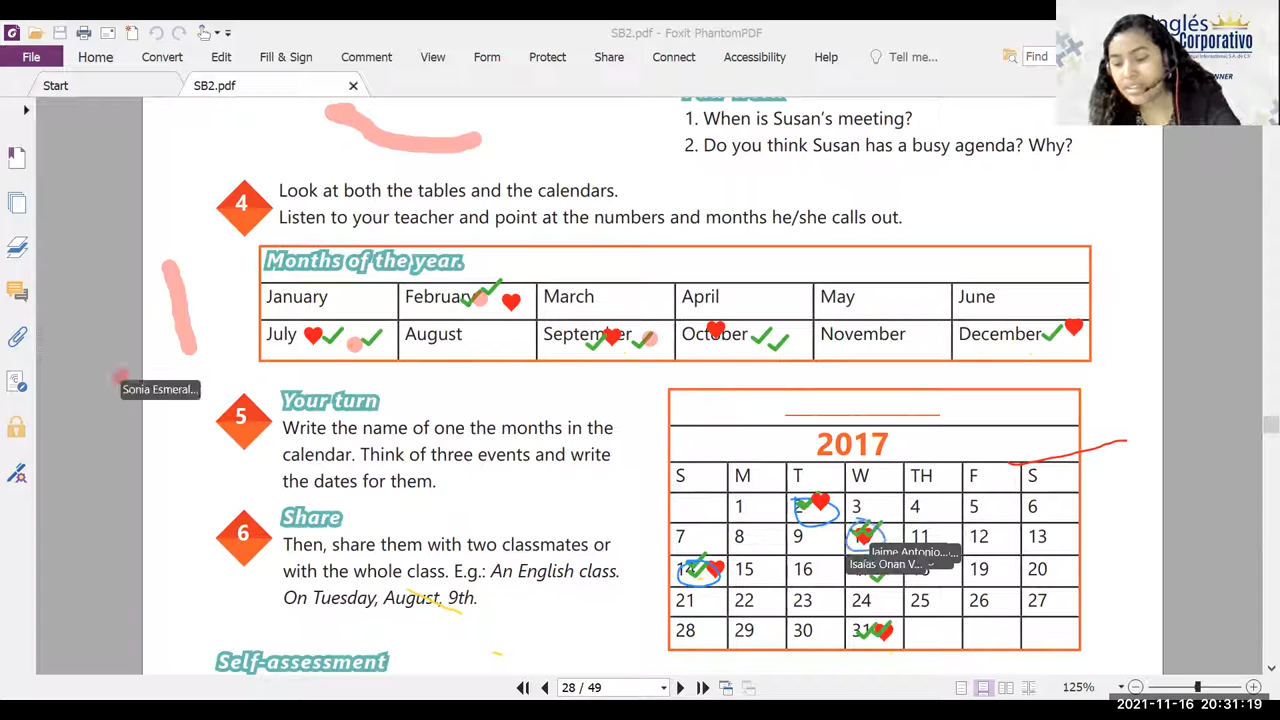 SB2.pdf - Foxit PhantomPDF
Inglés
Corporativo
File Home Convert Edit Fill & Sign Comment View Form Protect Share Connect Accessibility Help Tell me... Find
Start SB2.pdf
1. When is Susan's meeting?
2. Do you think Susan has a busy agenda? Why?
4 Look at both the tables and the calendars.
Listen to your teacher and point at the numbers and months he/she calls out.
Months of the year.
January February March April May June
July August September October November December
Sonia Esmeral...
5 Your turn
Write the name of one the months in the
calendar. Think of three events and write
the dates for them.
6 Share
Then, share them with two classmates or
with the whole class. E.g.: An English class.
On Tuesday, August, 9th.
2017
S M T W TH F S
1 2 3 4 5 6
7 8 9 10 11 12 13
Jaime Antonio...
Isaías Onan V...
14 15 16 17 18 19 20
21 22 23 24 25 26 27
28 29 30 31
Self-assessment
28 / 49
125%
2021-11-16 20:31:19